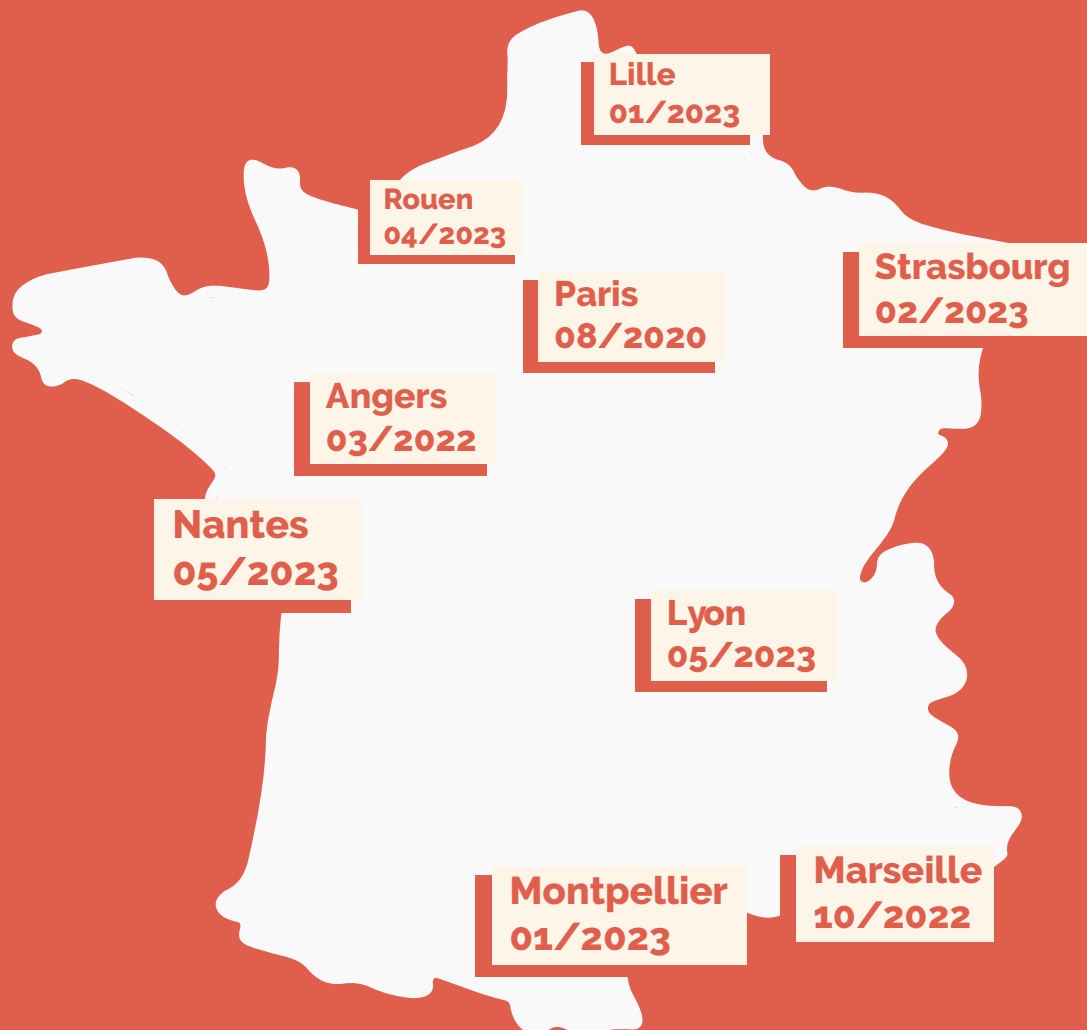 Lille
01/2023
Rouen
04/2023
Strasbourg
02/2023
Paris
08/2020
Angers
03/2022
Nantes
05/2023
Lyon
05/2023
Marseille
10/2022
Montpellier
01/2023